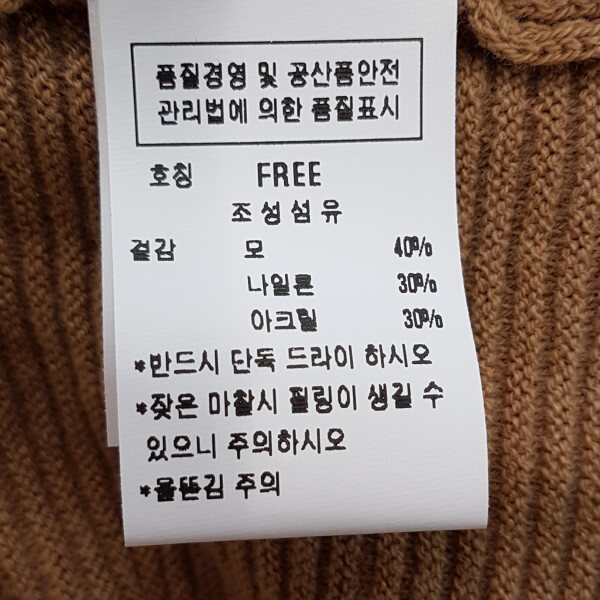 품질경영 및 공산품안전
관리법에 의한 품질표시
호칭 FREE
조성섬유
겉감 모 40%
나일론 30%
아크릴 30%
*반드시 단독 드라이 하시오
*잦은 마찰시 필링이 생길 수
있으니 주의하시오
*올뜯김 주의